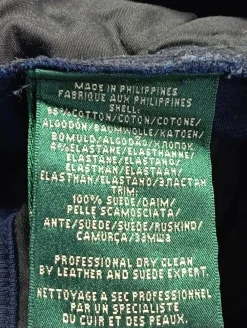 MADE IN PHILIPPINES
FABRIQUE AUX PHILIPPINES
SHELL:
COTTON/COTON/COTONE/
ALGODÓN/BAUMWOLLE/KATOEN/
BOMULD/ALGODÃO/ХЛОПОК
4% ELASTANE/ELASTHANNE/
ELASTANE/ELASTANO/
ELASTHAN/ELASTAAN/
ELASTHAN/ELASTANO/ЭЛАСТАН
TRIM:
100% SUEDE/DAIM/
PELLE SCAMOSCIATA/
ANTE/SUEDE/SUEDE/RUSKIND/
CAMURÇA/ЗАМША
PROFESSIONAL DRY CLEAN
BY LEATHER AND SUEDE EXPERT.
NETTOYAGE A SEC PROFESSIONNEL
PAR UN SPECIALISTE
DU CUIR ET DES PEAUX.